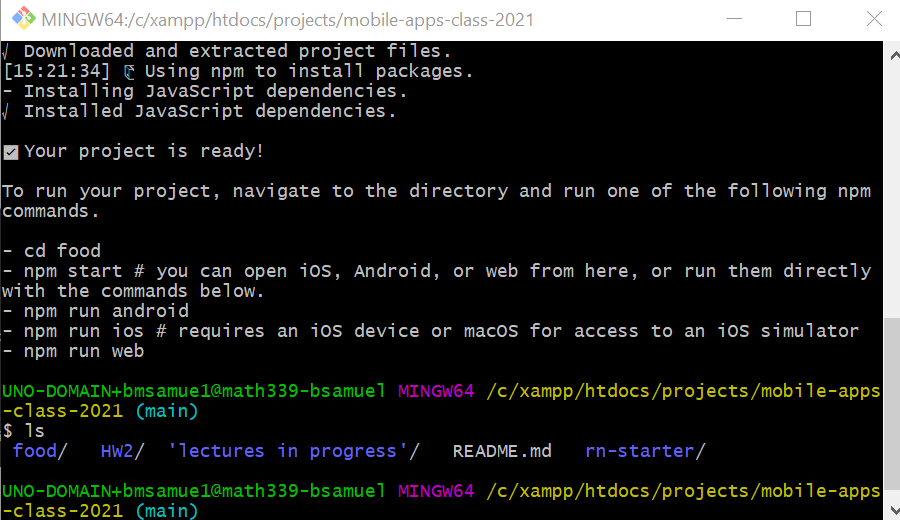 MINGW64:/c/xampp/htdocs/projects/mobile-apps-class-2021
√ Downloaded and extracted project files.
[15:21:34] Using npm to install packages.
- Installing JavaScript dependencies.
√ Installed JavaScript dependencies.
Your project is ready!
To run your project, navigate to the directory and run one of the following npm
commands.
- cd food
- npm start # you can open iOS, Android, or web from here, or run them directly
with the commands below.
- npm run android
- npm run ios # requires an iOS device or macOS for access to an iOS simulator
- npm run web
UNO-DOMAIN+bmsamue1@math339-bsamuel MINGW64 /c/xampp/htdocs/projects/mobile-apps
-class-2021 (main)
$ ls
food/ HW2/ 'lectures in progress'/ README.md rn-starter/
UNO-DOMAIN+bmsamue1@math339-bsamuel MINGW64 /c/xampp/htdocs/projects/mobile-apps
-class-2021 (main)